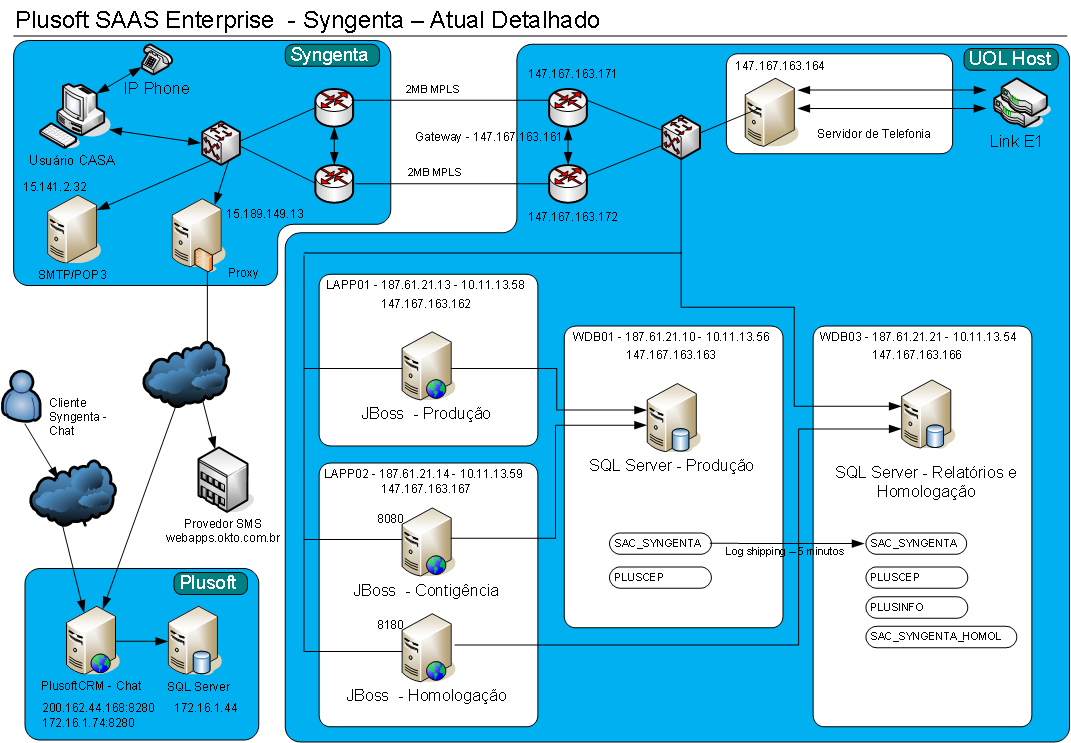 Plusoft SAAS Enterprise - Syngenta – Atual Detalhado
Syngenta
IP Phone
Usuário CASA
15.141.2.32
SMTP/POP3
15.189.149.13
Proxy
2MB MPLS
Gateway - 147.167.163.161
2MB MPLS
UOL Host
147.167.163.171
147.167.163.172
147.167.163.164
Servidor de Telefonia
Link E1
LAPP01 - 187.61.21.13 - 10.11.13.58
147.167.163.162
JBoss - Produção
LAPP02 - 187.61.21.14 - 10.11.13.59
147.167.163.167
8080
JBoss - Contigência
8180
JBoss - Homologação
WDB01 - 187.61.21.10 - 10.11.13.56
147.167.163.163
SQL Server - Produção
SAC_SYNGENTA
PLUSCEP
Log shipping – 5 minutos
WDB03 - 187.61.21.21 - 10.11.13.54
147.167.163.166
SQL Server - Relatórios e
Homologação
SAC_SYNGENTA
PLUSCEP
PLUSINFO
SAC_SYNGENTA_HOMOL
Cliente
Syngenta -
Chat
Provedor SMS
webapps.okto.com.br
Plusoft
PlusoftCRM - Chat
200.162.44.168:8280
172.16.1.74:8280
SQL Server
172.16.1.44